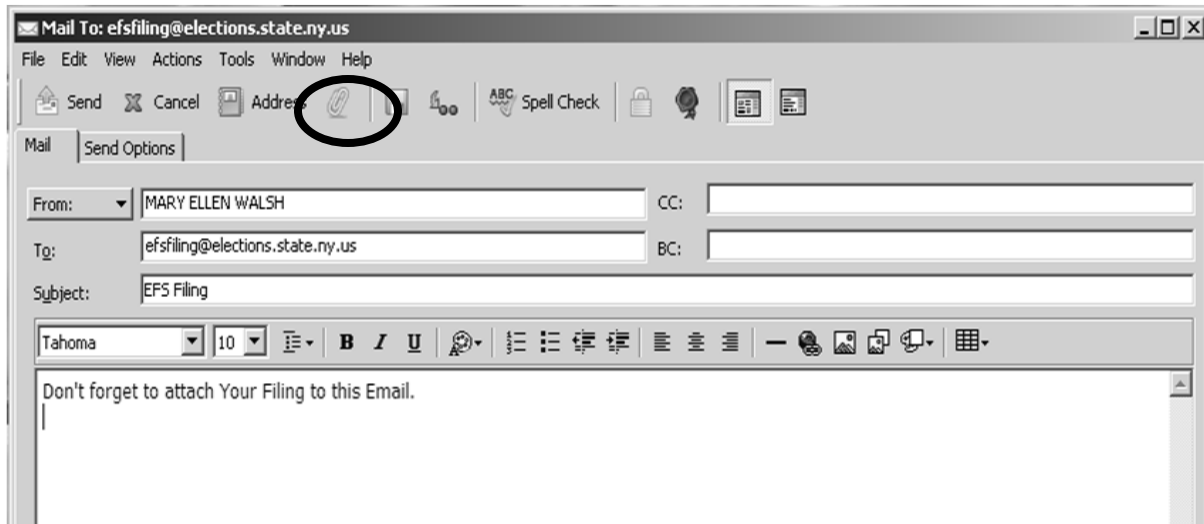 Mail To: efsfiling@elections.state.ny.us
File Edit View Actions Tools Window Help
Send Cancel Address ABC Spell Check
Mail Send Options
From: MARY ELLEN WALSH CC:
To: efsfiling@elections.state.ny.us BC:
Subject: EFS Filing
Tahoma 10 B I U
Don't forget to attach Your Filing to this Email.